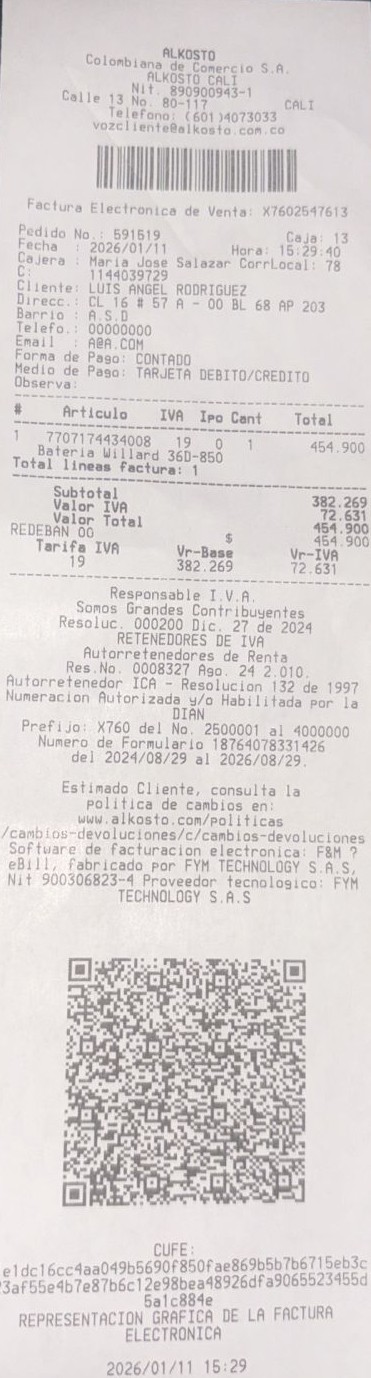 ALKOSTO
Colombiana de Comercio S.A.
ALKOSTO CALI
Nit. 890900943-1
Calle 13 No. 80-117 CALI
Telefono: (601)4073033
vozcliente@alkosto.com.co
Factura Electronica de Venta: X7602547613
Pedido No.: 591519 Caja: 13
Fecha : 2026/01/11 Hora: 15:29:40
Cajera : Maria Jose Salazar CorrLocal: 78
C: 1144039729
Cliente: LUIS ANGEL RODRIGUEZ
Direcc.: CL 16 # 57 A - 00 BL 68 AP 203
Barrio : A.S.D
Telefo.: 00000000
Email : A@A.COM
Forma de Pago: CONTADO
Medio de Pago: TARJETA DEBITO/CREDITO
Observa:
# Articulo IVA Ipo Cant Total
1 7707174434008 19 0 1 454.900
Bateria Willard 36D-850
Total lineas factura: 1
Subtotal 382.269
Valor IVA 72.631
Valor Total 454.900
REDEBAN 00 $ 454.900
Tarifa IVA Vr-Base Vr-IVA
19 382.269 72.631
Responsable I.V.A.
Somos Grandes Contribuyentes
Resoluc. 000200 Dic. 27 de 2024
RETENEDORES DE IVA
Autorretenedores de Renta
Res.No. 0008327 Ago. 24 2.010.
Autorretenedor ICA - Resolucion 132 de 1997
Numeracion Autorizada y/o Habilitada por la
DIAN
Prefijo: X760 del No. 2500001 al 4000000
Numero de Formulario 18764078331426
del 2024/08/29 al 2026/08/29.
Estimado Cliente, consulta la
politica de cambios en:
www.alkosto.com/politicas
/cambios-devoluciones/c/cambios-devoluciones
Software de facturacion electronica: F&M ?
eBill, fabricado por FYM TECHNOLOGY S.A.S,
Nit 900306823-4 Proveedor tecnologico: FYM
TECHNOLOGY S.A.S
CUFE:
e1dc16cc4aa049b5690f850fae869b5b7b6715eb3c
3af55e4b7e87b6c12e98bea48926dfa9065523455d
5a1c884e
REPRESENTACION GRAFICA DE LA FACTURA
ELECTRONICA
2026/01/11 15:29